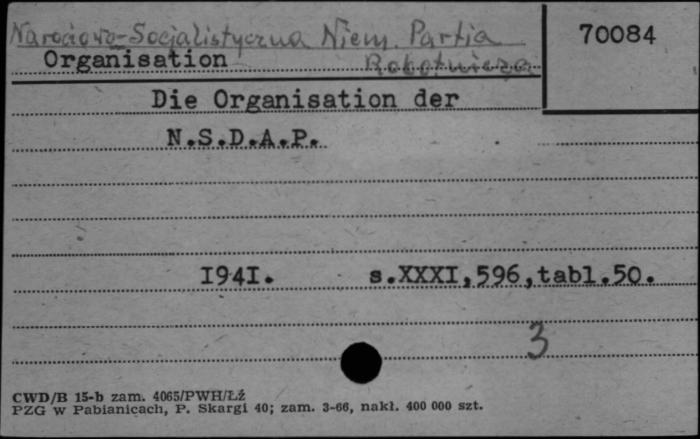 Narodowo-Socjalistyczna Niem. Partia
70084
Organisation Robotnicza
Die Organisation der
N.S.D.A.P.
I94I. s.XXXI,596,tabl.50.
3
CWD/B 15-b zam. 4065/PWH/Łź
PZG w Pabianicach, P. Skargi 40; zam. 3-66, nakł. 400 000 szt.